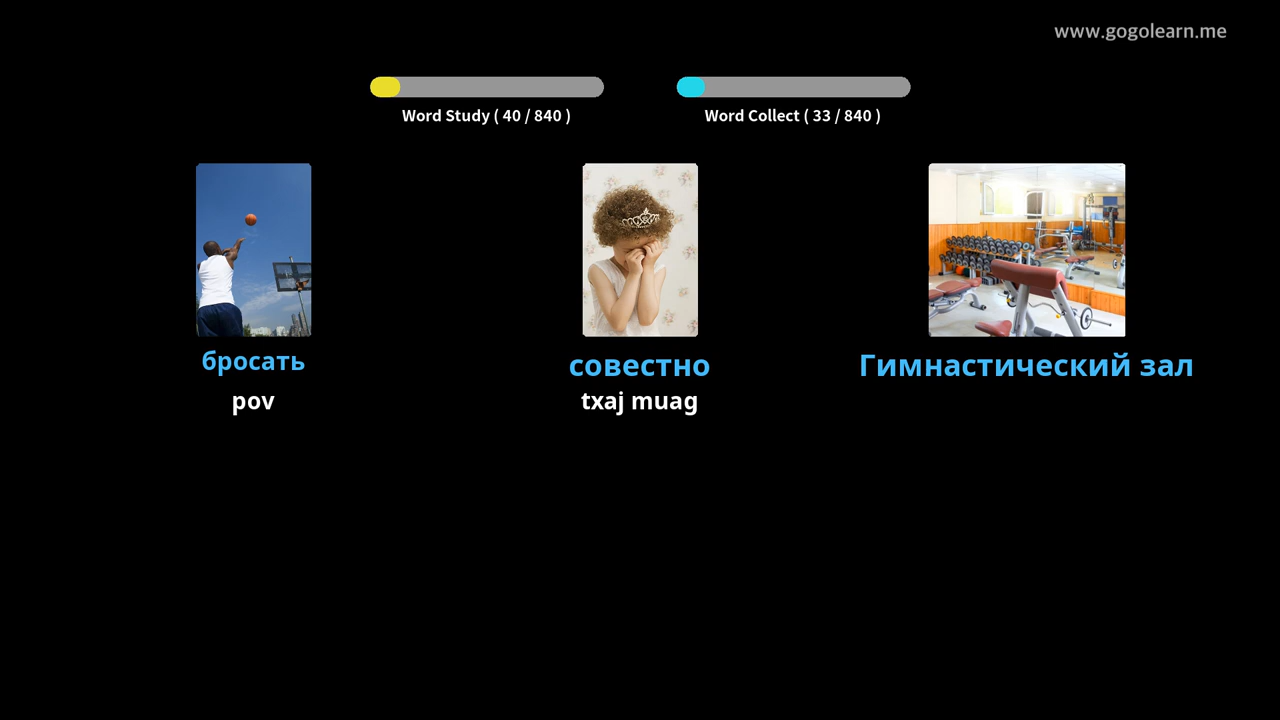 www.gogolearn.me
Word Study ( 40 / 840 )
Word Collect ( 33 / 840 )
бросать
pov
совестно
txaj muag
Гимнастический зал